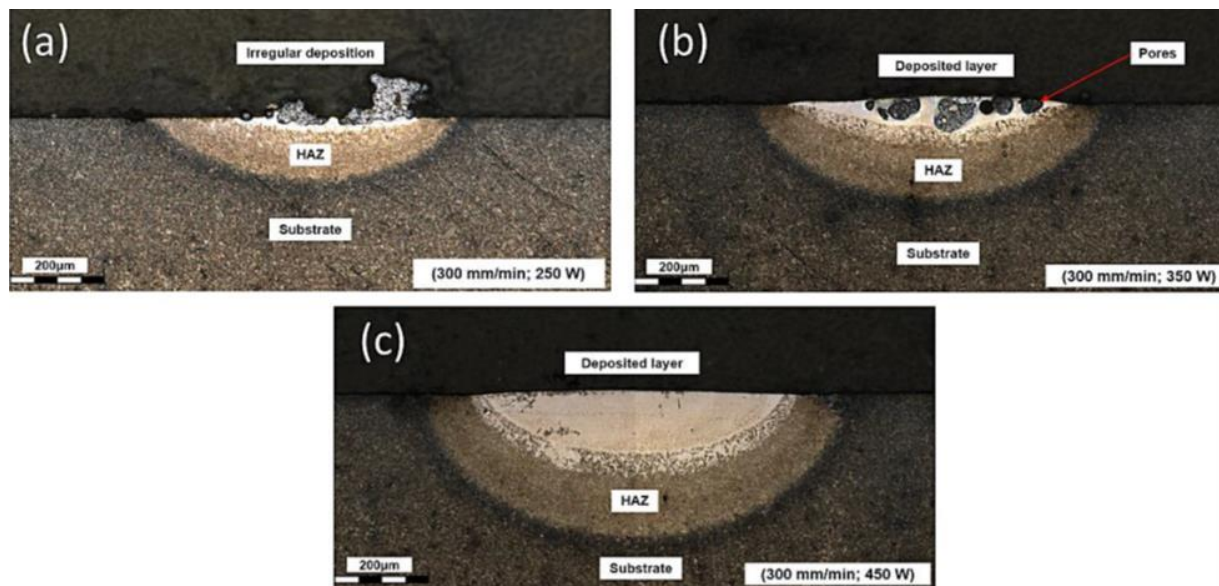 (a)
Irregular deposition
HAZ
Substrate
200µm
(300 mm/min; 250 W)
(b)
Deposited layer
Pores
HAZ
Substrate
200µm
(300 mm/min; 350 W)
(c)
Deposited layer
HAZ
Substrate
200µm
(300 mm/min; 450 W)